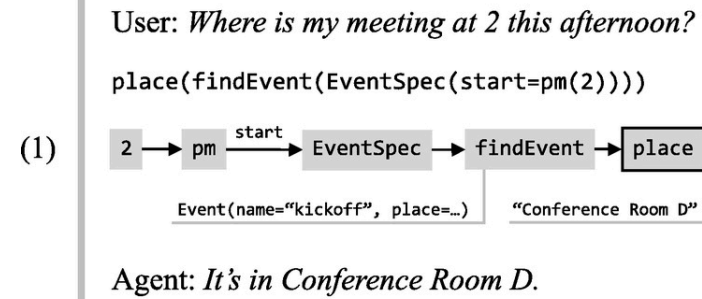 User: Where is my meeting at 2 this afternoon?
place(findEvent(EventSpec(start=pm(2))))
(1)
2 pm start EventSpec findEvent place
Event(name=“kickoff”, place=…) “Conference Room D”
Agent: It’s in Conference Room D.